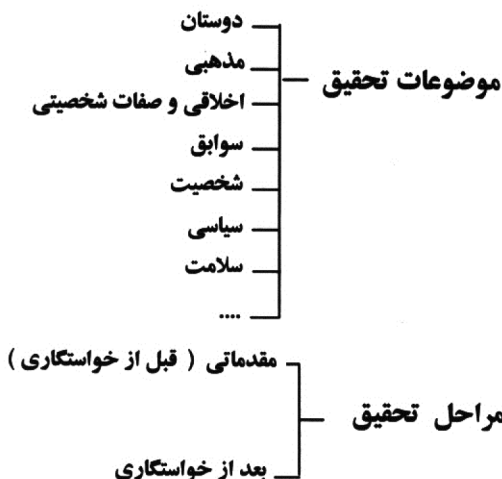 دوستان
مذهبی
موضوعات تحقیق
اخلاقی و صفات شخصیتی
سوابق
شخصیت
سیاسی
سلامت
....
مقدماتی ( قبل از خواستگاری )
مراحل تحقیق
بعد از خواستگاری